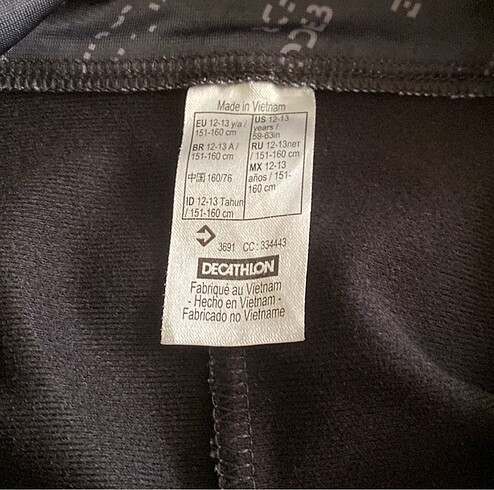 Made in Vietnam
EU 12-13 y/a /
151-160 cm
US 12-13
years /
59-63in
BR 12-13 A /
151-160 cm
RU 12-13лет
/ 151-160 cm
中国 160/76
MX 12-13
años / 151-
160 cm
ID 12-13 Tahun
/ 151-160 cm
3691 CC : 334443
DECATHLON
Fabriqué au Vietnam
- Hecho en Vietnam -
Fabricado no Vietname